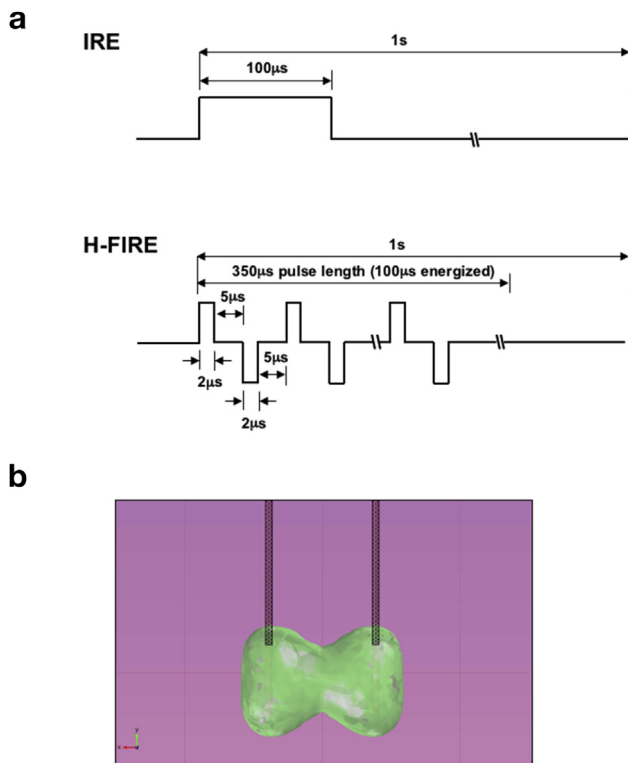 a
IRE
1s
100μs
H-FIRE
1s
350μs pulse length (100μs energized)
5μs
5μs
2μs
2μs
b
y
x